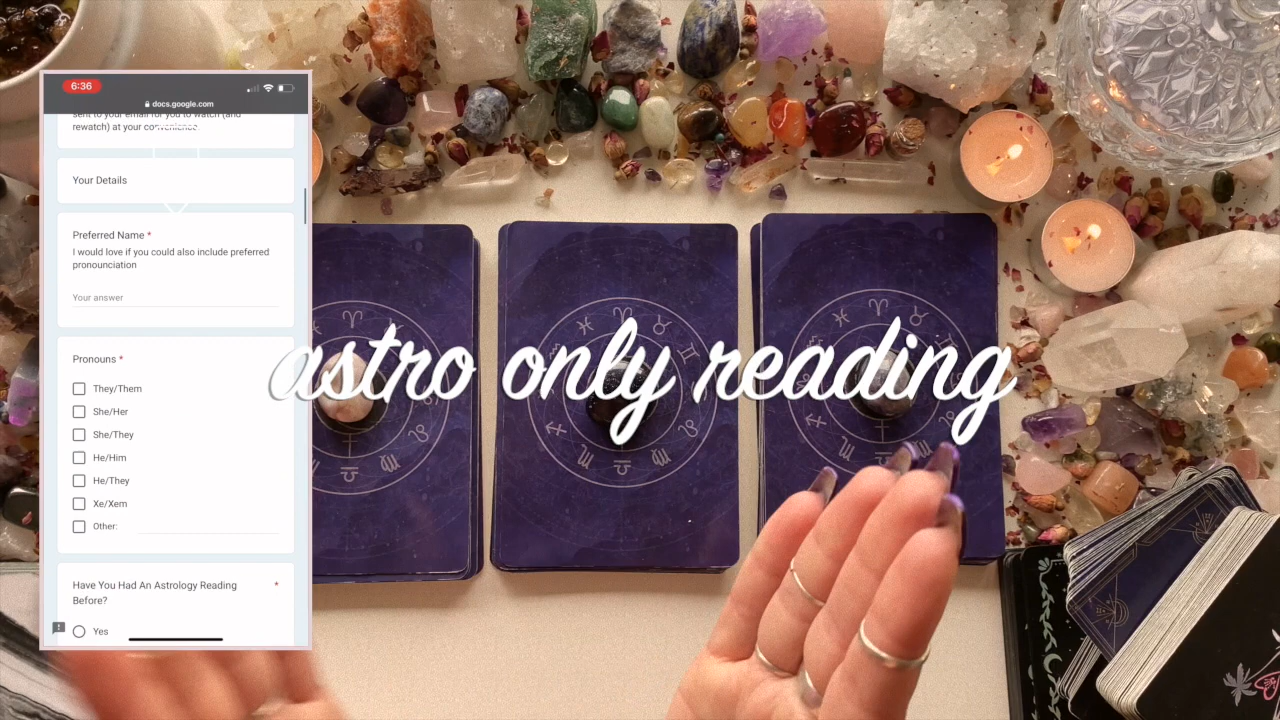 6:36
docs.google.com
sent to your email for you to watch (and
rewatch) at your convenience.
Your Details
Preferred Name *
I would love if you could also include preferred
pronounciation
Your answer
Pronouns *
They/Them
She/Her
She/They
He/Him
He/They
Xe/Xem
Other:
Have You Had An Astrology Reading *
Before?
Yes
astro only reading